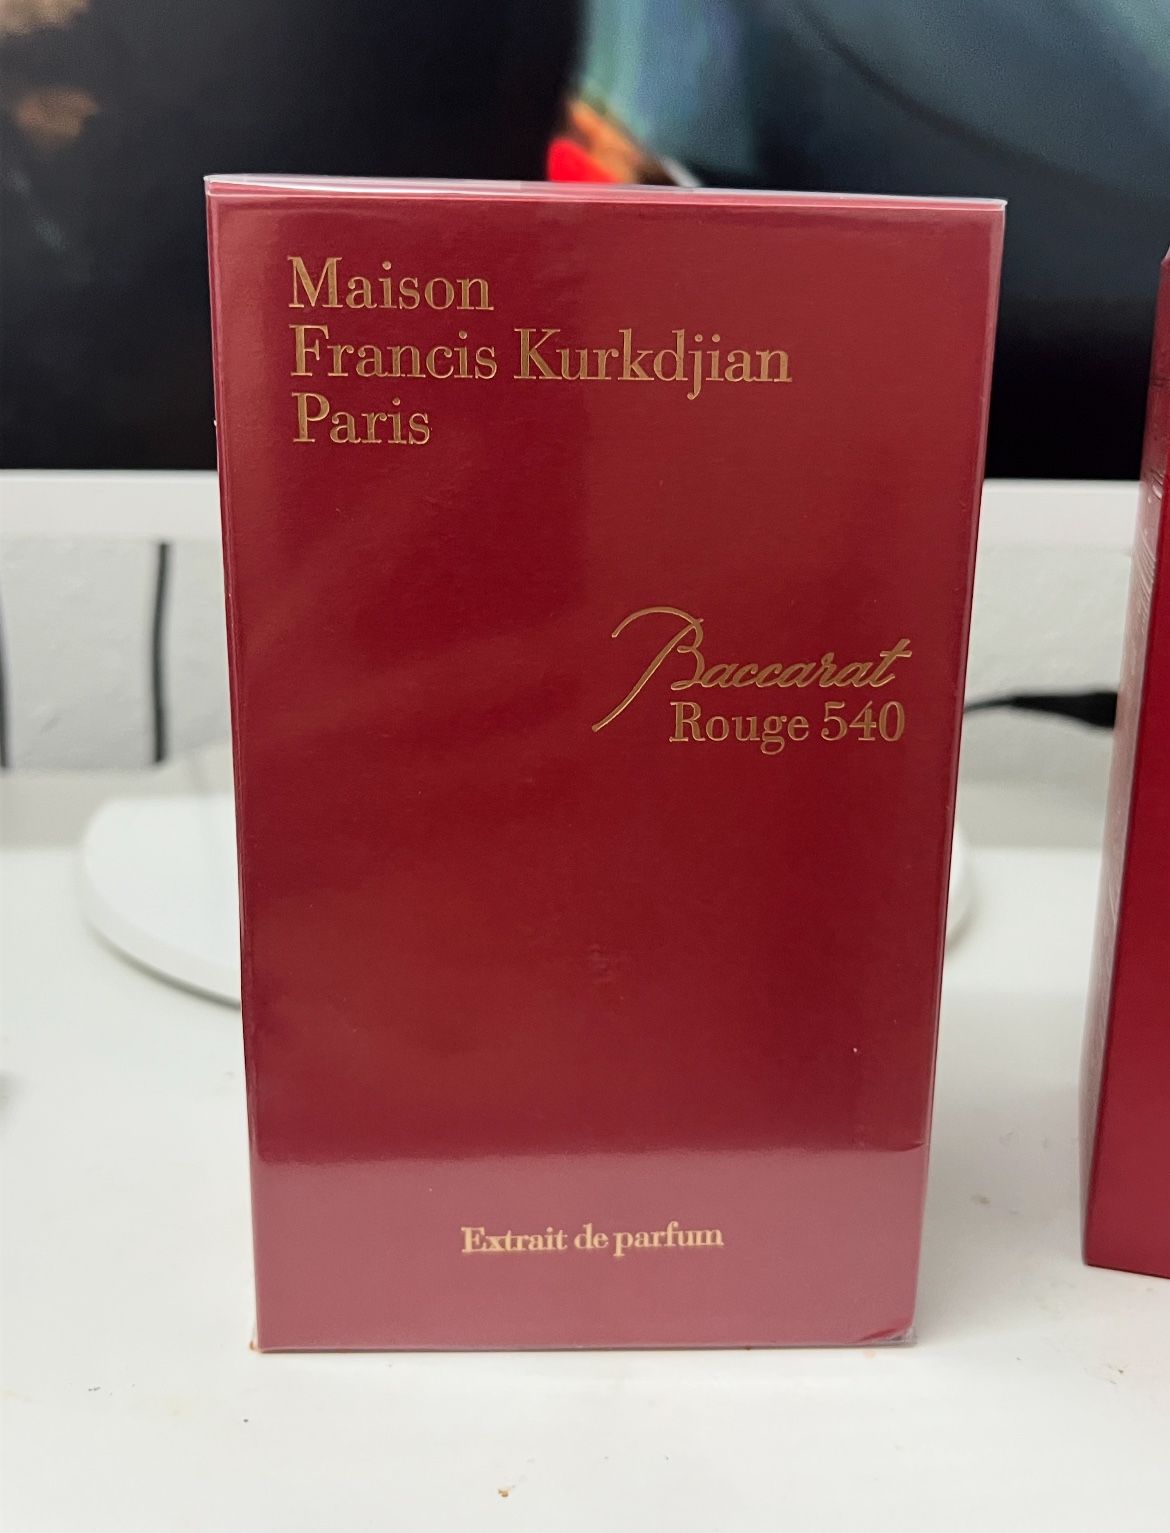 Maison
Francis Kurkdjian
Paris
Baccarat
Rouge 540
Extrait de parfum